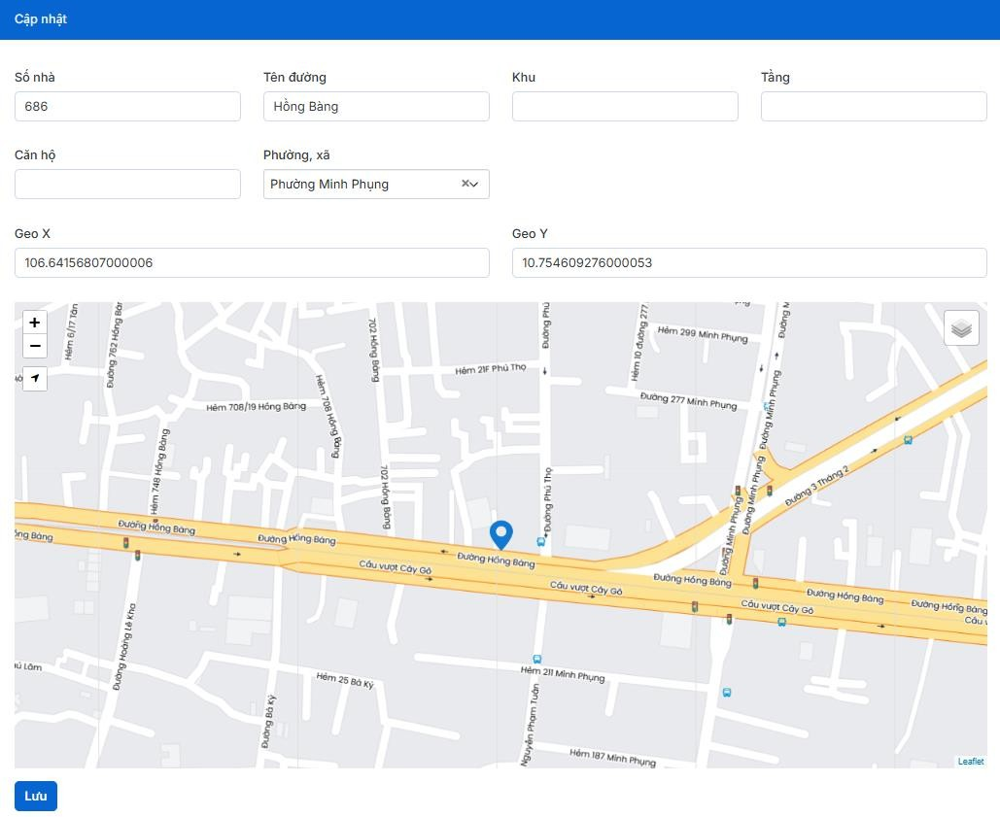 Cập nhật
Số nhà
Tên đường
Khu
Tầng
686
Hồng Bàng
Căn hộ
Phường, xã
Phường Minh Phụng
Geo X
Geo Y
106.64156807000006
10.754609276000053
+
−
Hẻm 6/17 Tân
Đường 762 Hồng Bàn
702 Hồng Bàng
Đường Phú
Hẻm 10 đường 277
Hẻm 299 Minh Phụng
Đường M
Hẻm 21F Phú Thọ
Hẻm 708/19 Hồng Bàng
Hẻm 708 Hồng Bàng
Đường 277 Minh Phụng
Đường Minh Phụng
Hẻm 748 Hồng Bàng
702 Hồng Bàng
Đường Phú Thọ
Đường Minh Phụng
Đường 3 Tháng 2
Đường Minh Phụng
ồng Bàng
Đường Hồng Bàng
Đường Hồng Bàng
Đường Hồng Bàng
Cầu vượt Cây Gõ
Cầu vượt Cây Gõ
Đường Hồng Bàng
Đường Hồng Bàng
Cầu vượt Cây Gõ
Đường Hồng Bàng
Cầu v
Đường Hoàng Lê Kha
ú Lâm
Hẻm 25 Bà Ký
Đường Bà Ký
Hẻm 211 Minh Phụng
Nguyễn Phạm Tuân
Hẻm 187 Minh Phụng
Leaflet
Lưu